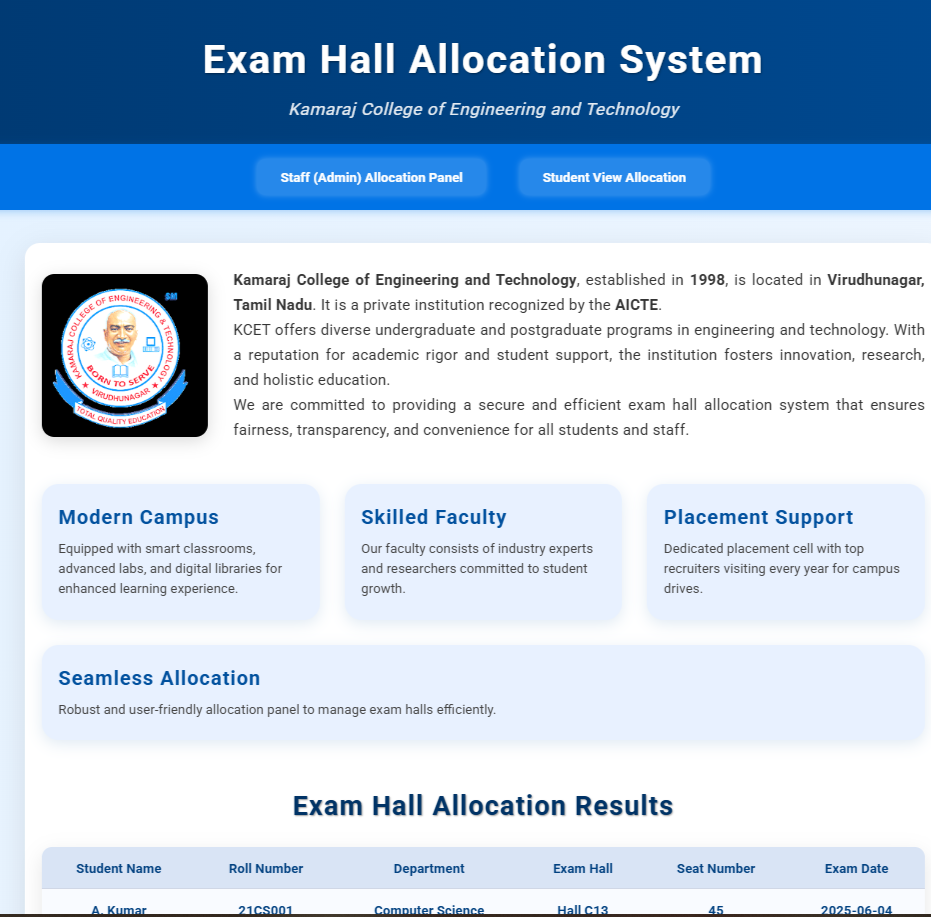 Exam Hall Allocation System
Kamaraj College of Engineering and Technology
Staff (Admin) Allocation Panel
Student View Allocation
KAMARAJ COLLEGE OF ENGINEERING & TECHNOLOGY
SM
BORN TO SERVE
★ VIRUDHUNAGAR ★
TOTAL QUALITY EDUCATION
Kamaraj College of Engineering and Technology, established in 1998, is located in Virudhunagar,
Tamil Nadu. It is a private institution recognized by the AICTE.
KCET offers diverse undergraduate and postgraduate programs in engineering and technology. With
a reputation for academic rigor and student support, the institution fosters innovation, research,
and holistic education.
We are committed to providing a secure and efficient exam hall allocation system that ensures
fairness, transparency, and convenience for all students and staff.
Modern Campus
Equipped with smart classrooms,
advanced labs, and digital libraries for
enhanced learning experience.
Skilled Faculty
Our faculty consists of industry experts
and researchers committed to student
growth.
Placement Support
Dedicated placement cell with top
recruiters visiting every year for campus
drives.
Seamless Allocation
Robust and user-friendly allocation panel to manage exam halls efficiently.
Exam Hall Allocation Results
Student Name Roll Number Department Exam Hall Seat Number Exam Date
A. Kumar 21CS001 Computer Science Hall C13 45 2025-06-04